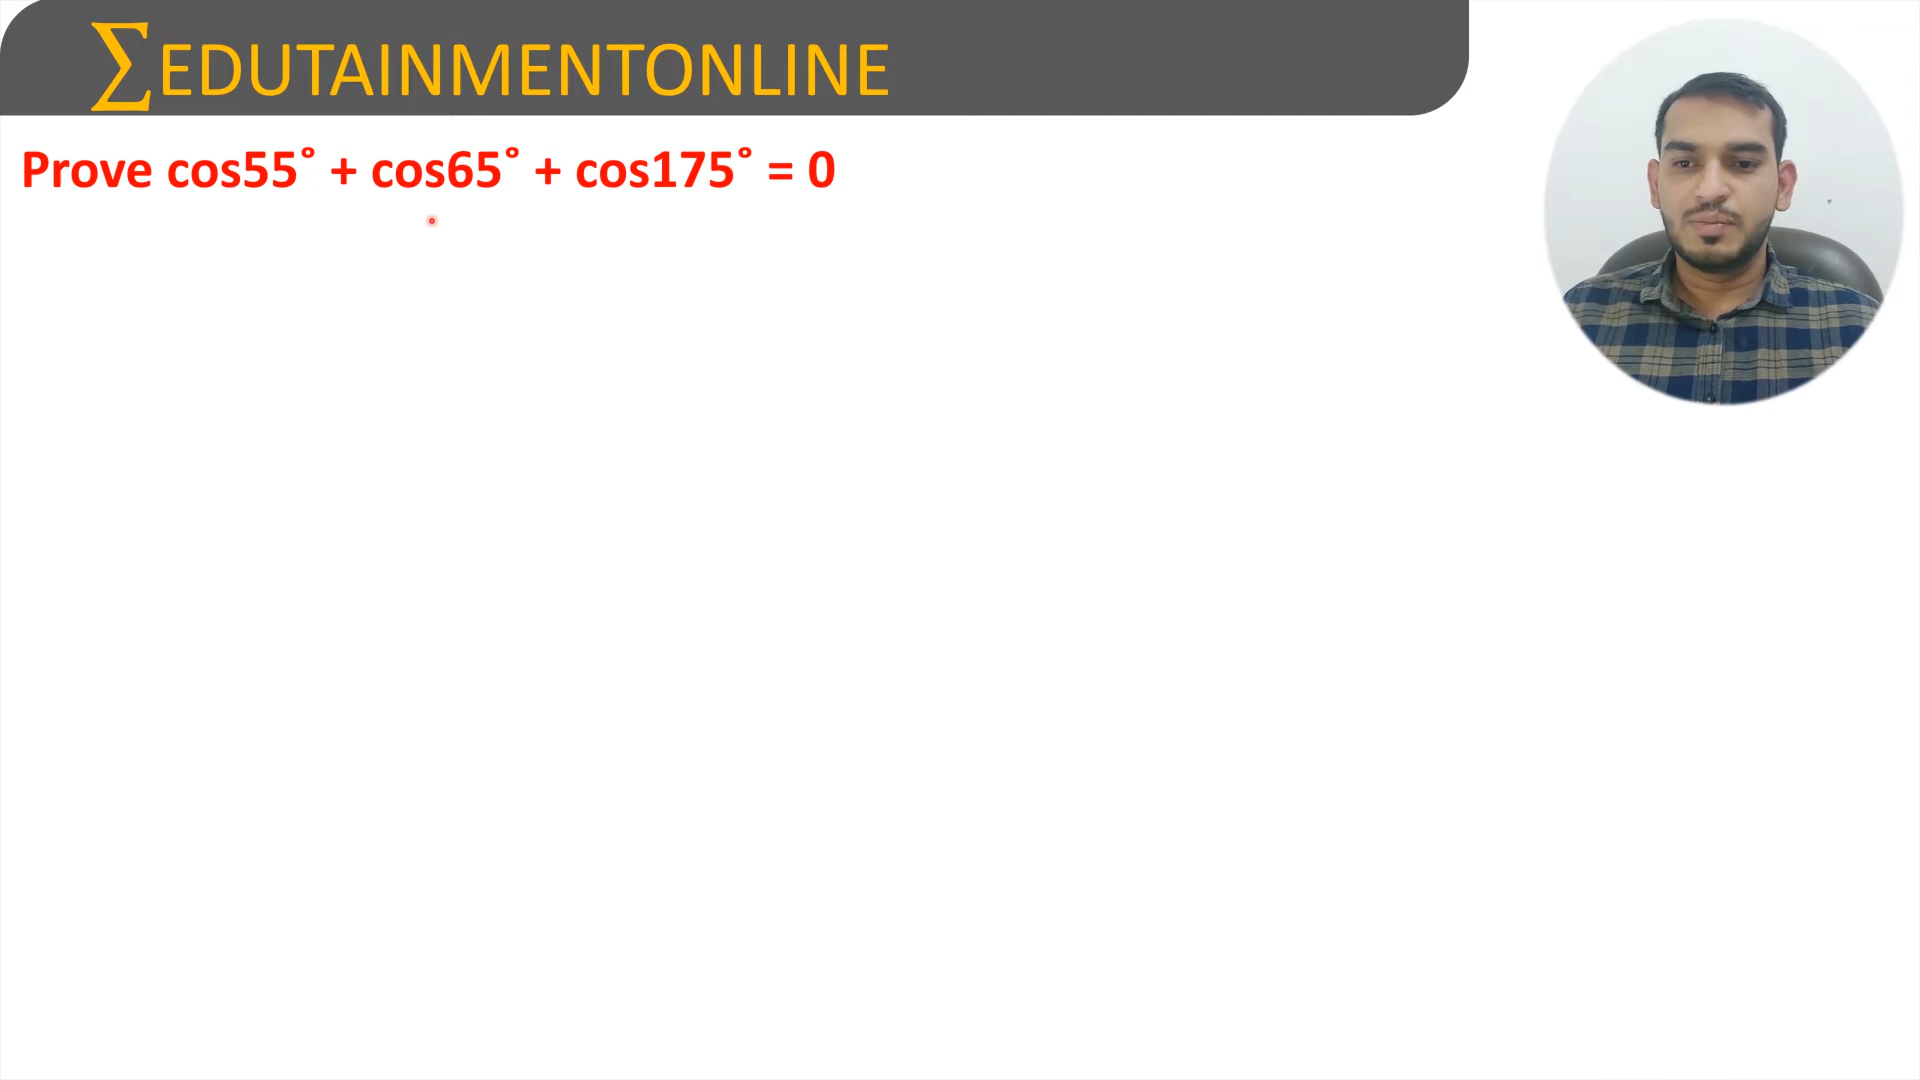 ∑EDUTAINMENTONLINE
Prove cos55˚ + cos65˚ + cos175˚ = 0